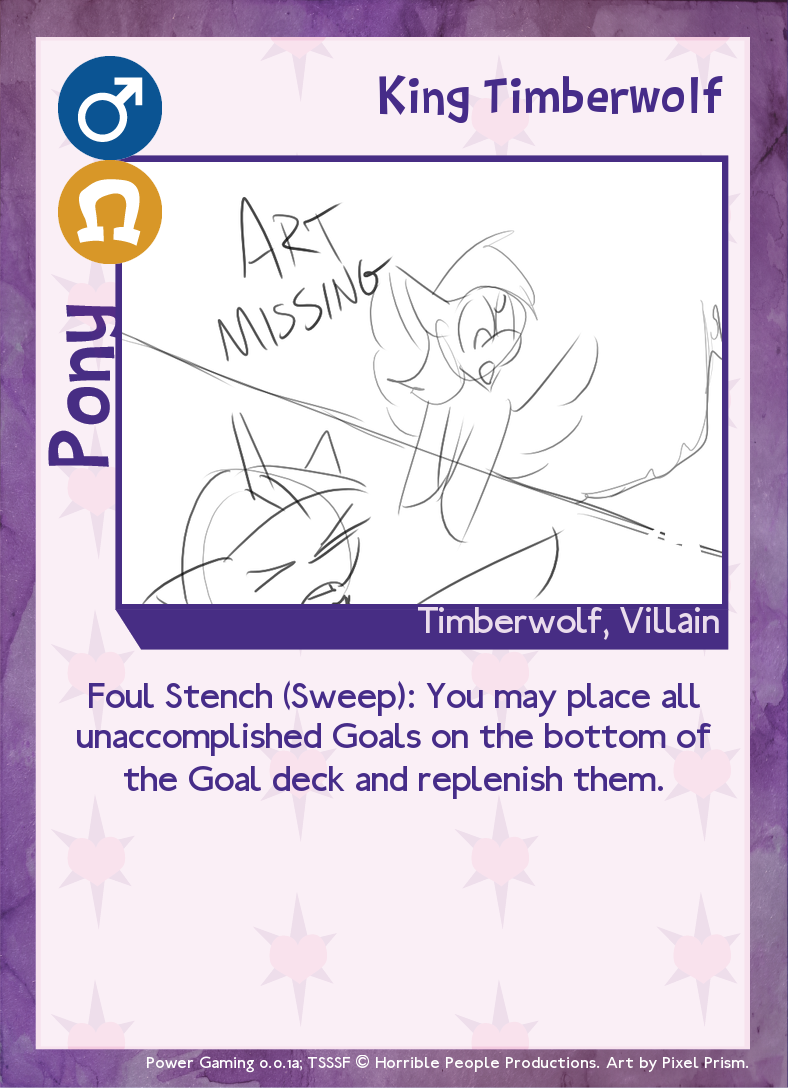 King Timberwolf
ART
MISSING
Pony
Timberwolf, Villain
Foul Stench (Sweep): You may place all
unaccomplished Goals on the bottom of
the Goal deck and replenish them.
Power Gaming 0.0.1a; TSSSF © Horrible People Productions. Art by Pixel Prism.